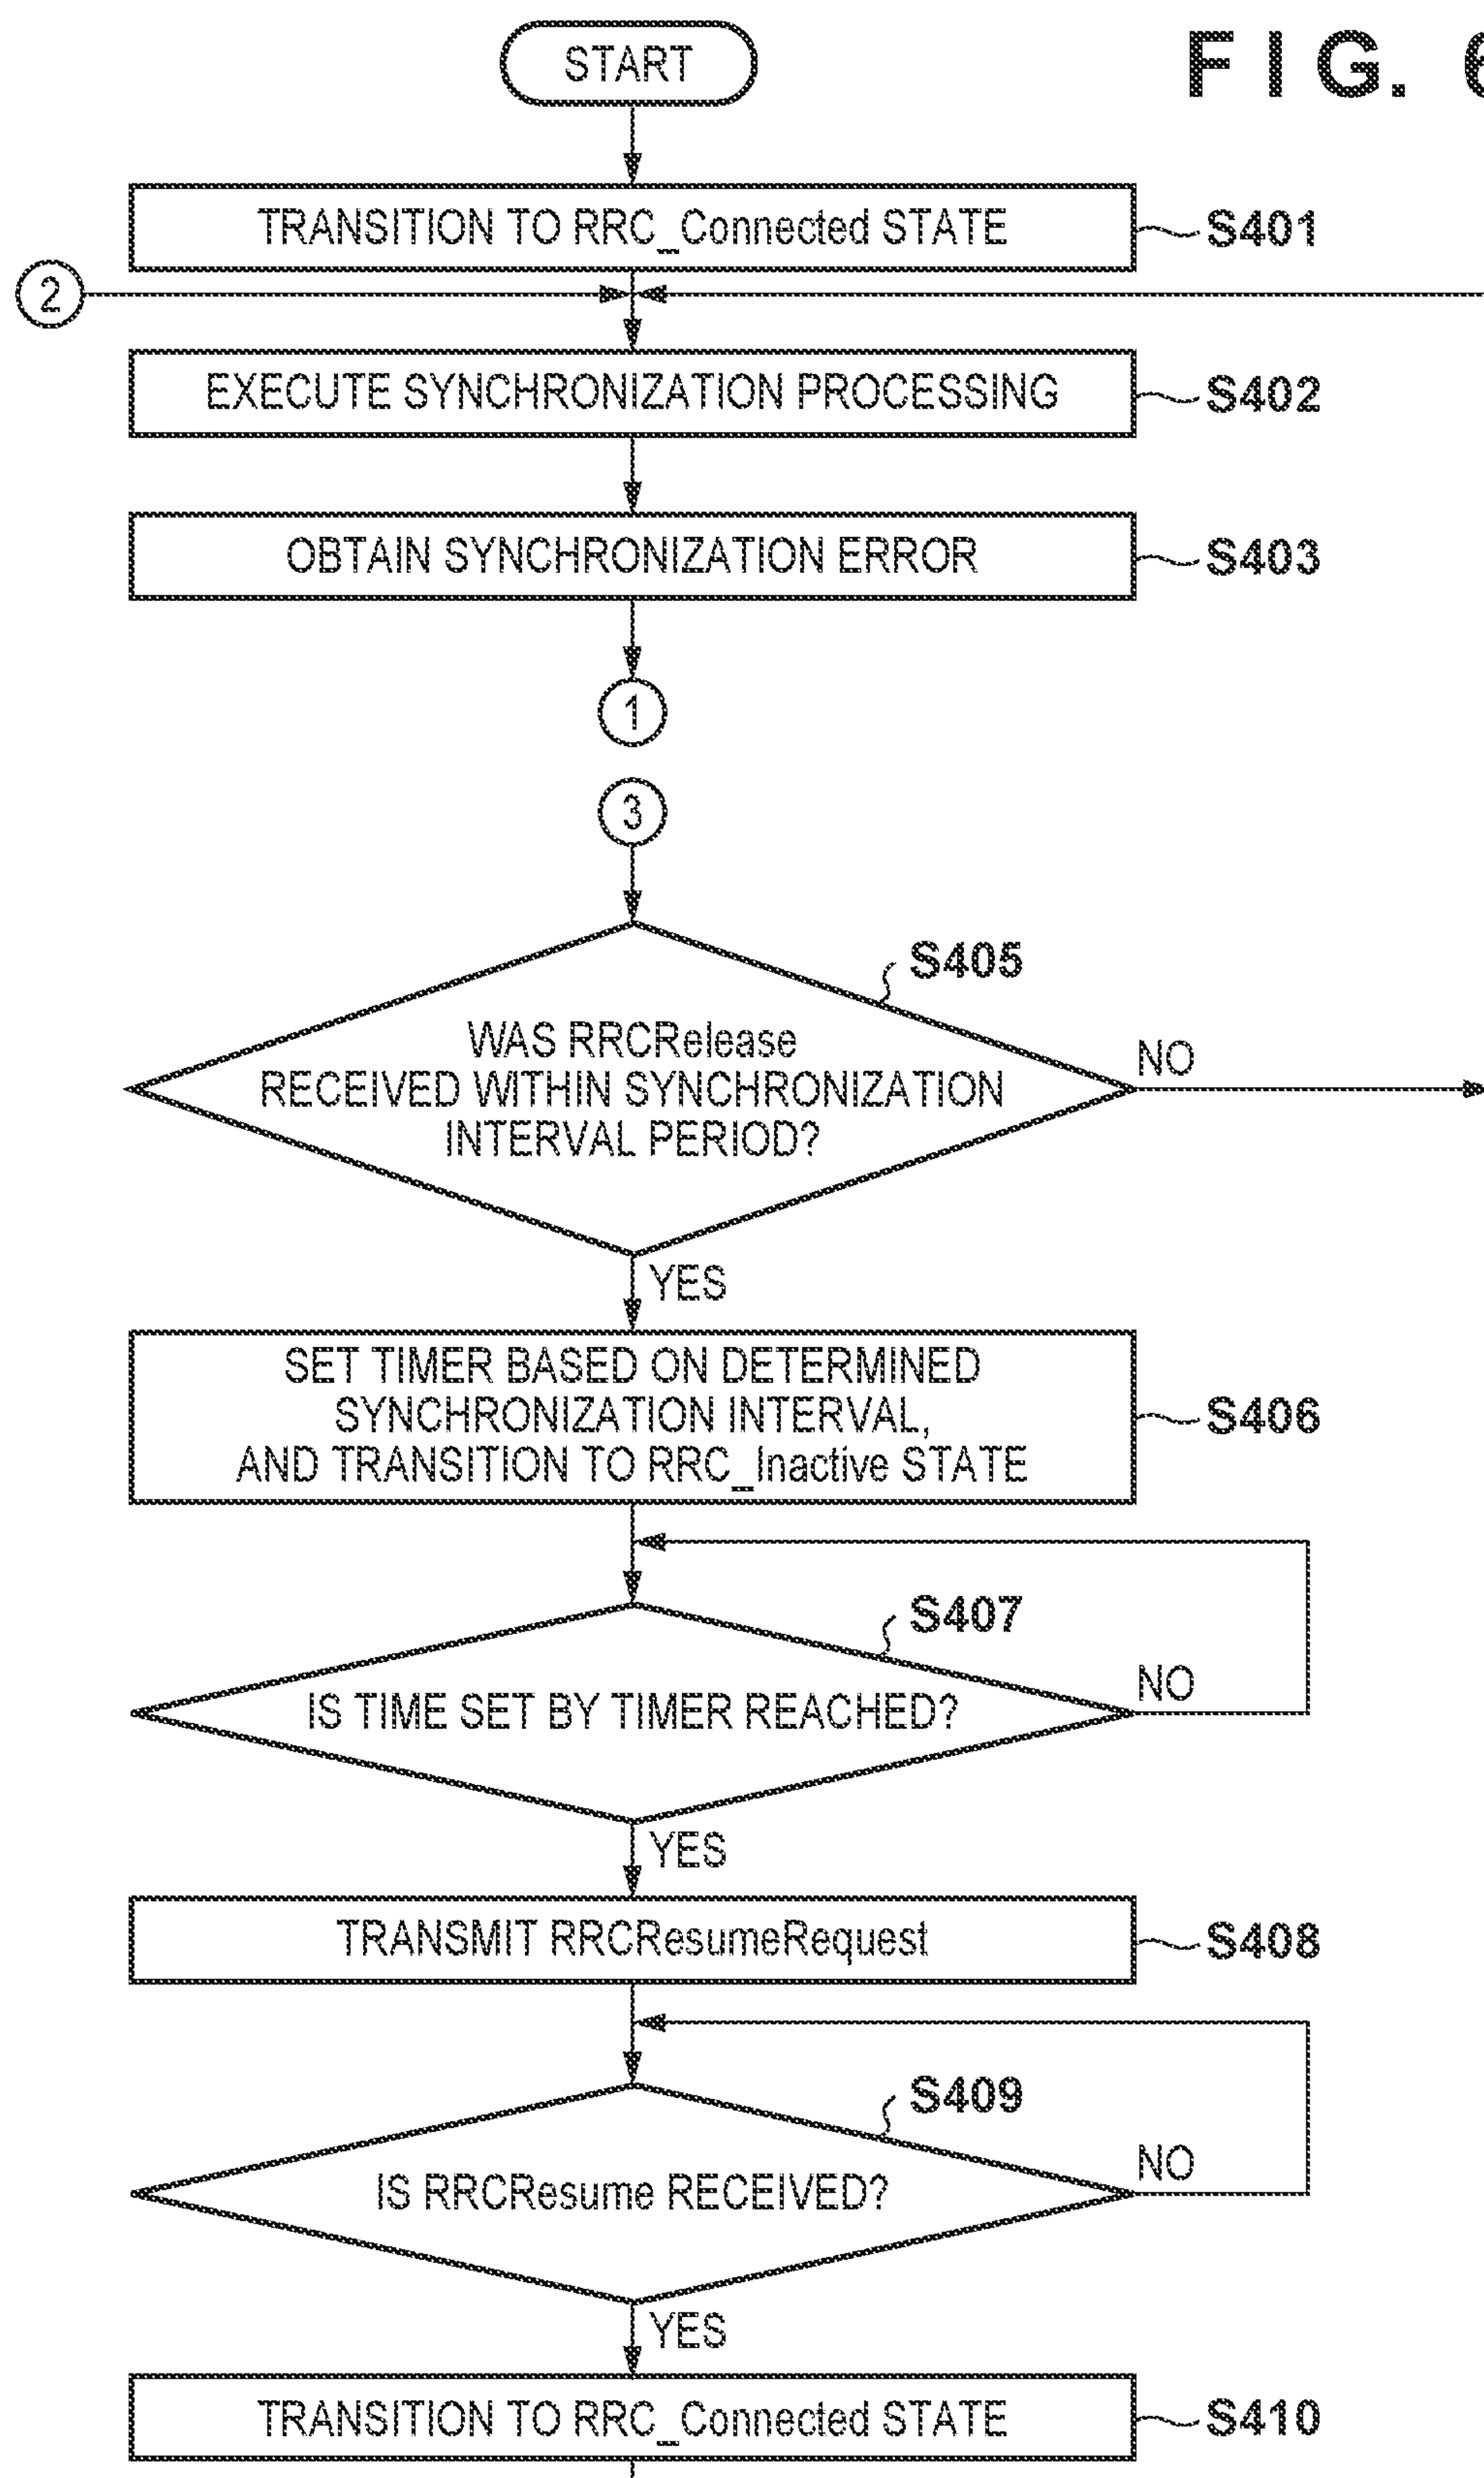 START
FIG. 6
TRANSITION TO RRC_Connected STATE
S401
2
EXECUTE SYNCHRONIZATION PROCESSING
S402
OBTAIN SYNCHRONIZATION ERROR
S403
1
3
S405
WAS RRCRelease
RECEIVED WITHIN SYNCHRONIZATION
INTERVAL PERIOD?
NO
YES
SET TIMER BASED ON DETERMINED
SYNCHRONIZATION INTERVAL,
AND TRANSITION TO RRC_Inactive STATE
S406
S407
IS TIME SET BY TIMER REACHED?
NO
YES
TRANSMIT RRCResumeRequest
S408
S409
IS RRCResume RECEIVED?
NO
YES
TRANSITION TO RRC_Connected STATE
S410